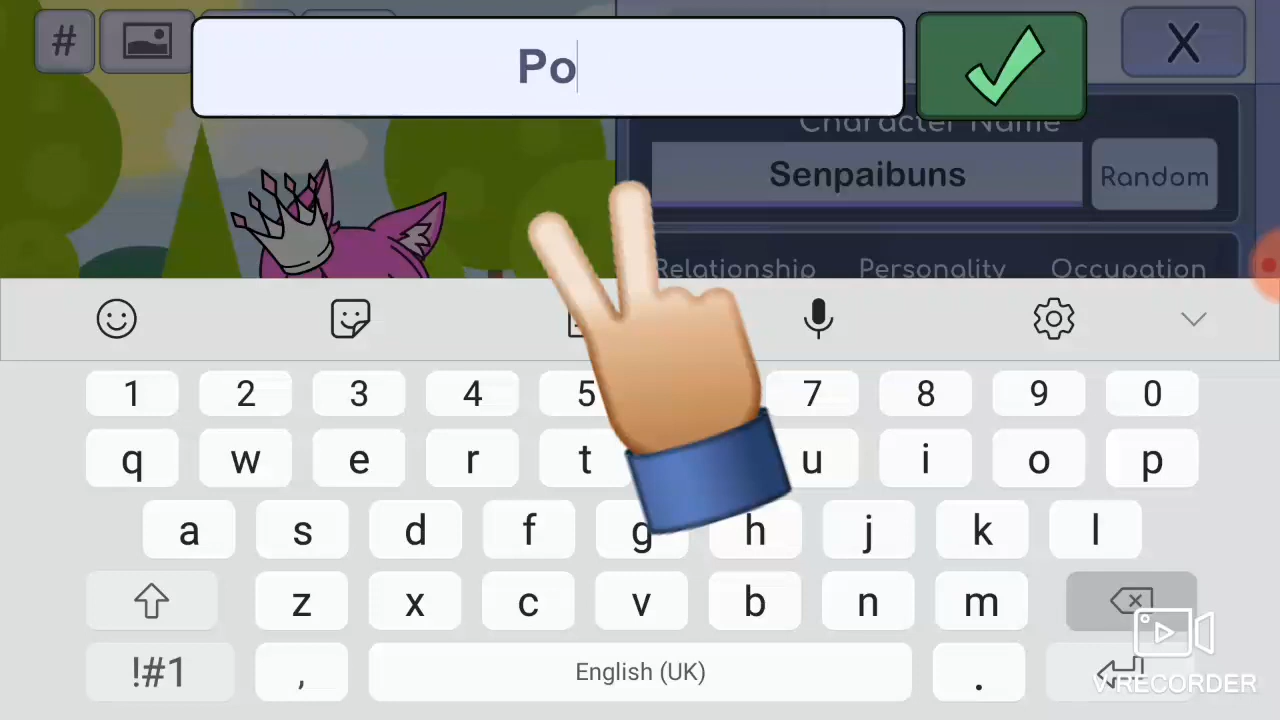 #
Po
X
Character Name
Senpaibuns
Random
Relationship Personality Occupation
1 2 3 4 5 7 8 9 0
q w e r t u i o p
a s d f g h j k l
z x c v b n m
!#1 , English (UK) .
V RECORDER